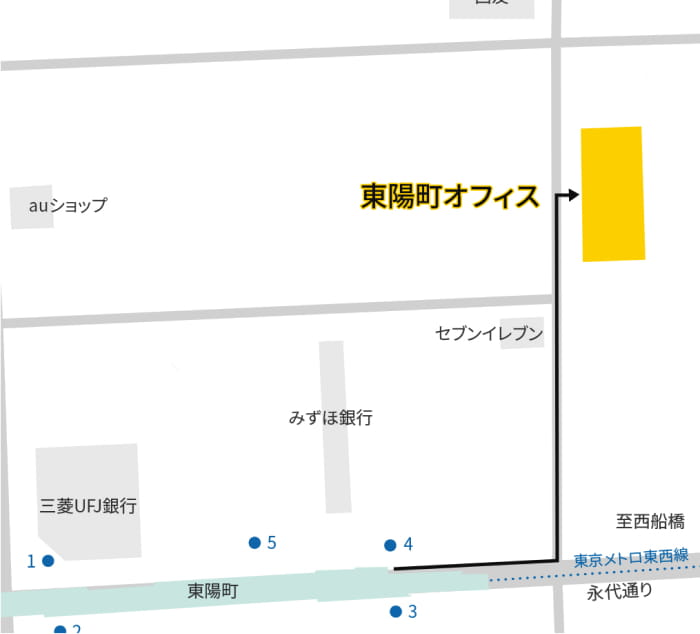 東陽町オフィス
auショップ
セブンイレブン
みずほ銀行
三菱UFJ銀行
至西船橋
5
4
1
東京メトロ東西線
東陽町
永代通り
3
2